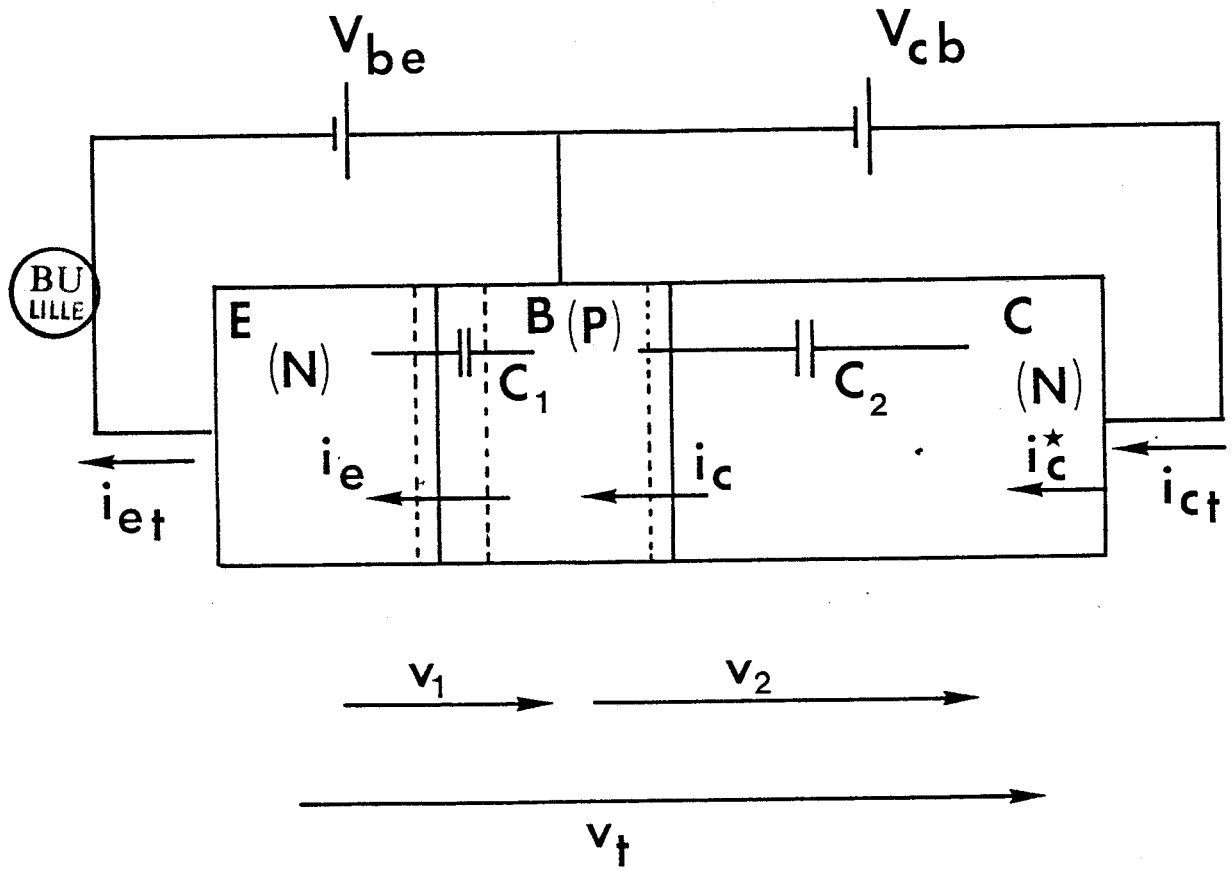 V_be
V_cb
BU
LILLE
E
(N)
C_1
B (P)
C_2
C
(N)
i_e
i_c
i_c^★
i_et
i_ct
v_1
v_2
v_t